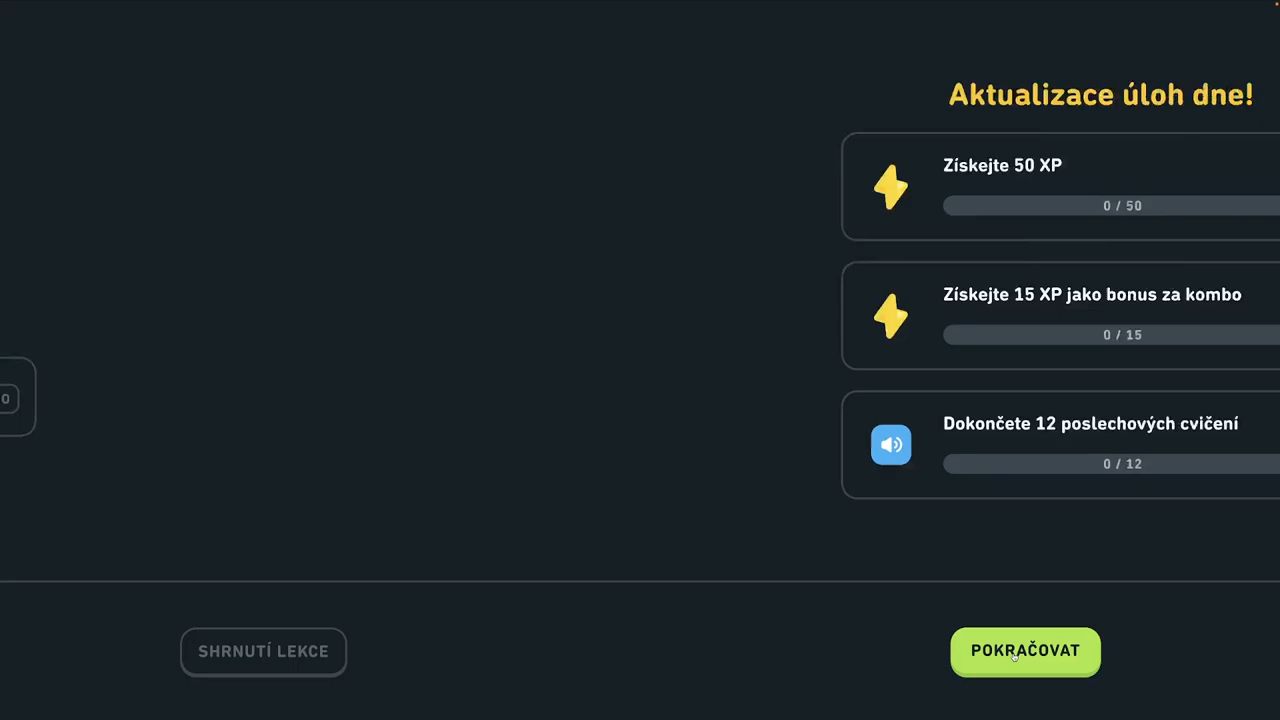 Aktualizace úloh dne!
Získejte 50 XP
0 / 50
Získejte 15 XP jako bonus za kombo
0 / 15
Dokončete 12 poslechových cvičení
0 / 12
SHRNUTÍ LEKCE
POKRAČOVAT